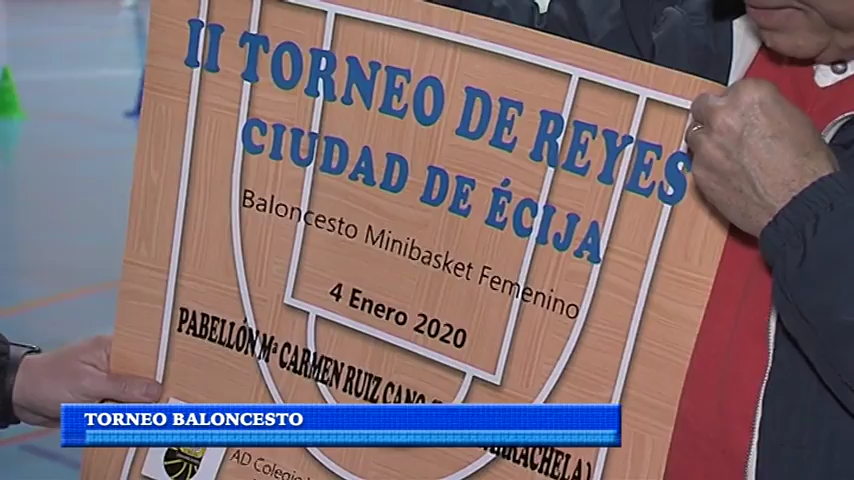 II TORNEO DE REYES
CIUDAD DE ÉCIJA
Baloncesto Minibasket Femenino
4 Enero 2020
PABELLÓN Mª CARMEN RUIZ CANO
TORNEO BALONCESTO
AD Colegio